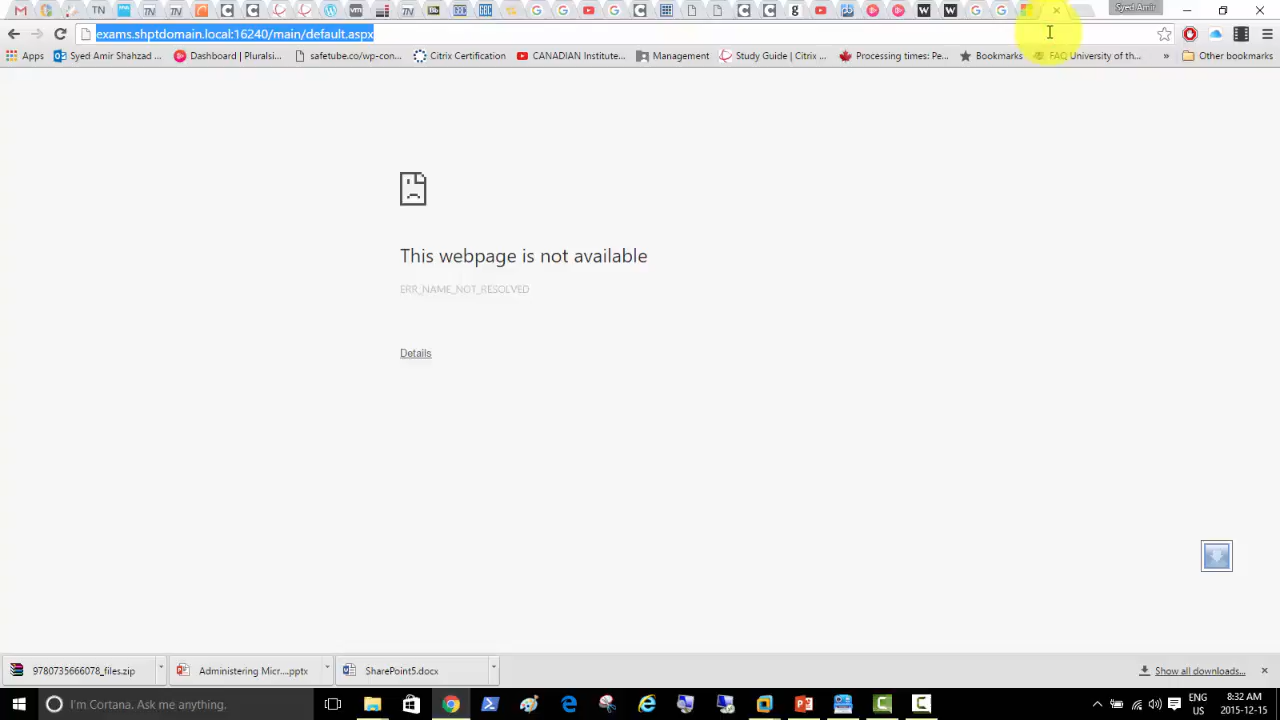 Syed Amir
exams.shptdomain.local:16240/main/default.aspx
Apps Syed Amir Shahzad ... Dashboard | Pluralsi... safetube.co/wp-con... Citrix Certification CANADIAN Institute... Management Study Guide | Citrix ... Processing times: Pe... Bookmarks FAQ University of th... » Other bookmarks
This webpage is not available
ERR_NAME_NOT_RESOLVED
Details
9780735666078_files.zip Administering Micr....pptx SharePoint5.docx Show all downloads...
I'm Cortana. Ask me anything.
ENG 8:32 AM
US 2015-12-15